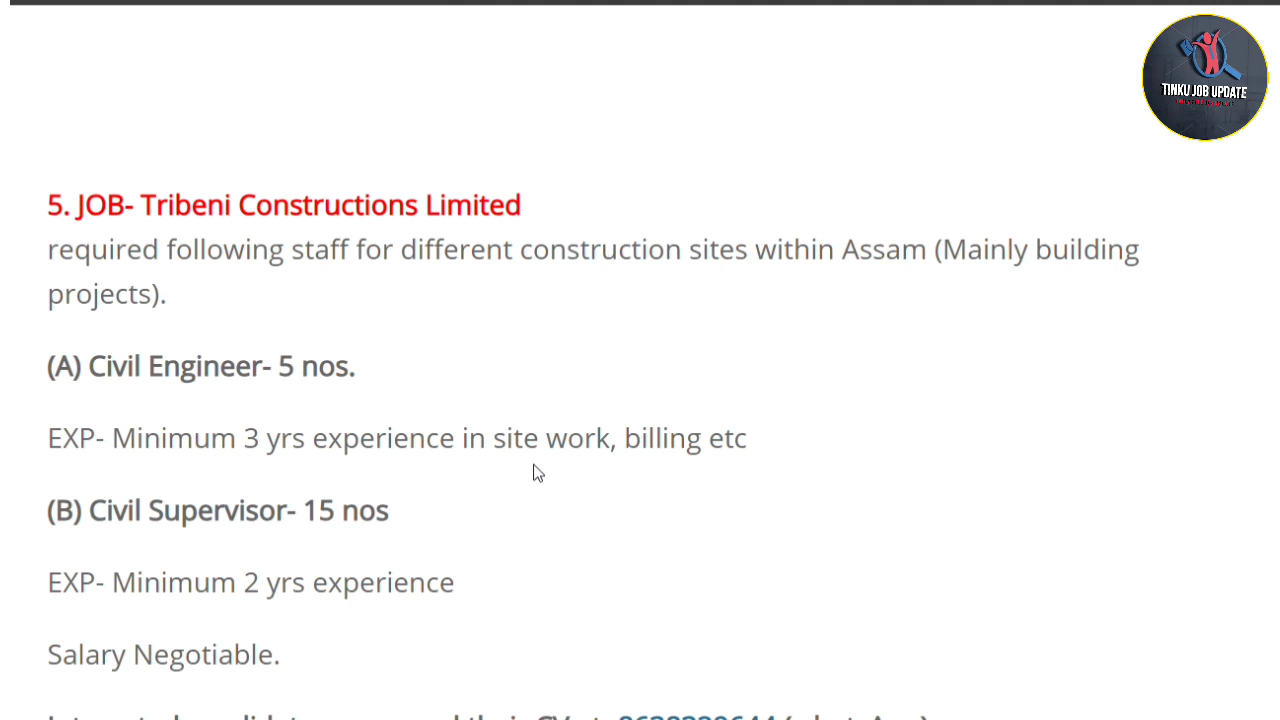 TINKU JOB UPDATE
5. JOB- Tribeni Constructions Limited
required following staff for different construction sites within Assam (Mainly building
projects).
(A) Civil Engineer- 5 nos.
EXP- Minimum 3 yrs experience in site work, billing etc
(B) Civil Supervisor- 15 nos
EXP- Minimum 2 yrs experience
Salary Negotiable.